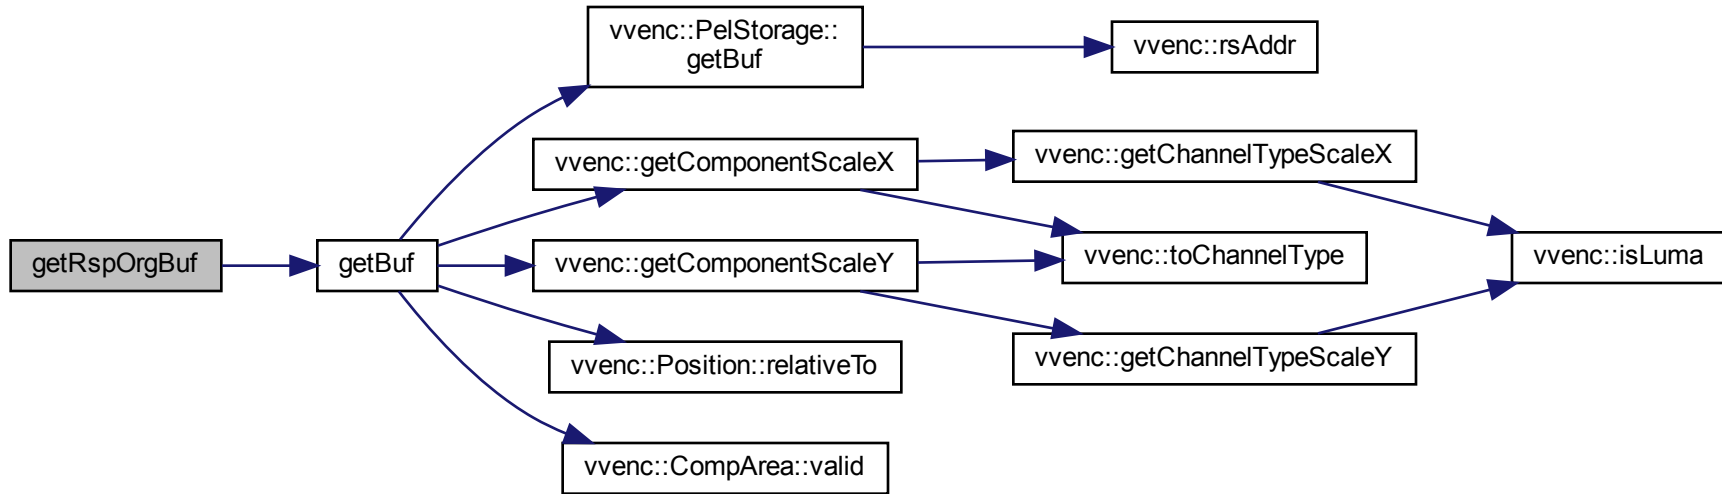 getRspOrgBuf
getBuf
vvenc::PelStorage::
getBuf
vvenc::rsAddr
vvenc::getComponentScaleX
vvenc::getChannelTypeScaleX
vvenc::getComponentScaleY
vvenc::toChannelType
vvenc::isLuma
vvenc::Position::relativeTo
vvenc::getChannelTypeScaleY
vvenc::CompArea::valid